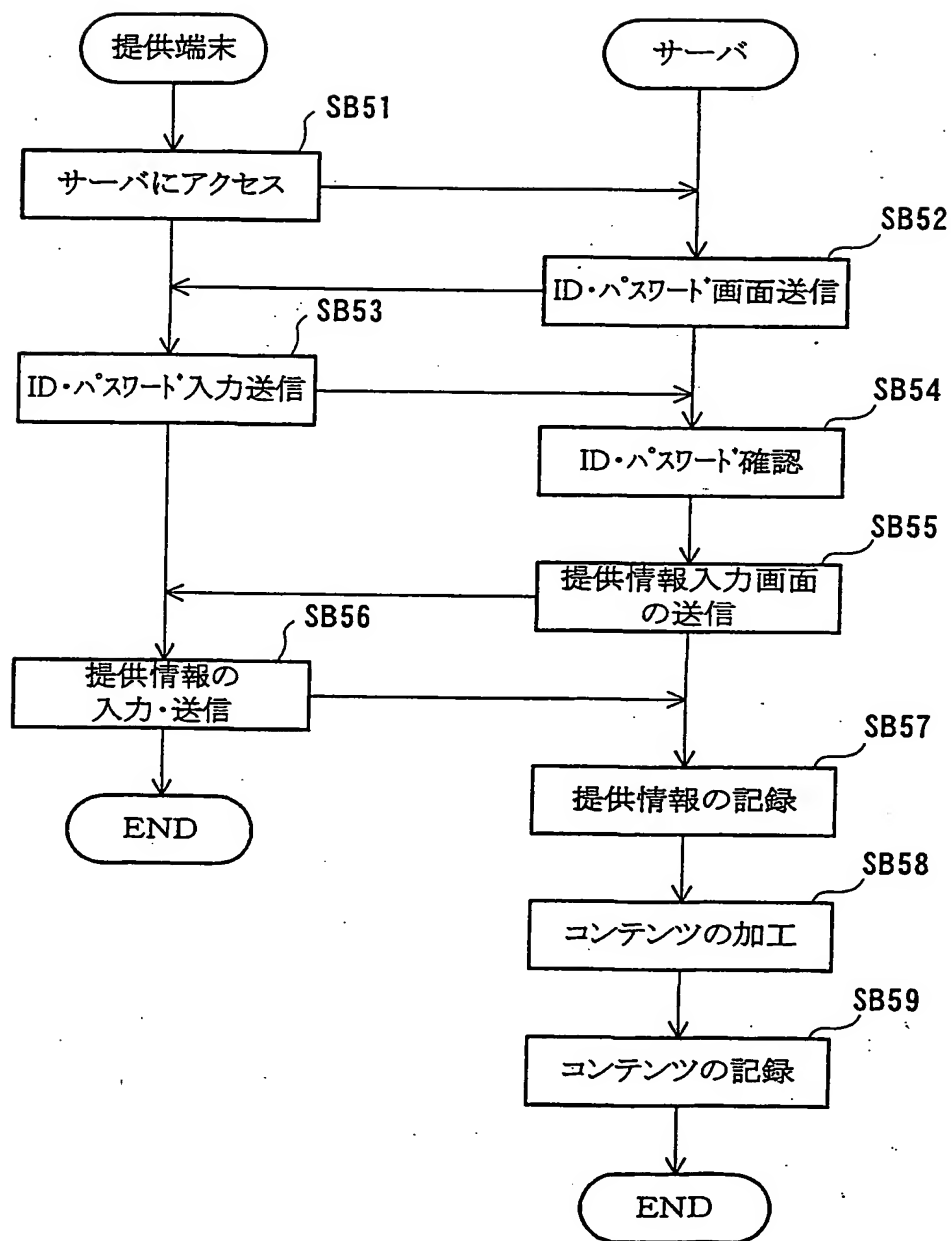 提供端末
サーバ
SB51
サーバにアクセス
SB52
ID・パスワード画面送信
SB53
ID・パスワード入力送信
SB54
ID・パスワード確認
SB55
提供情報入力画面
の送信
SB56
提供情報の
入力・送信
SB57
提供情報の記録
END
SB58
コンテンツの加工
SB59
コンテンツの記録
END